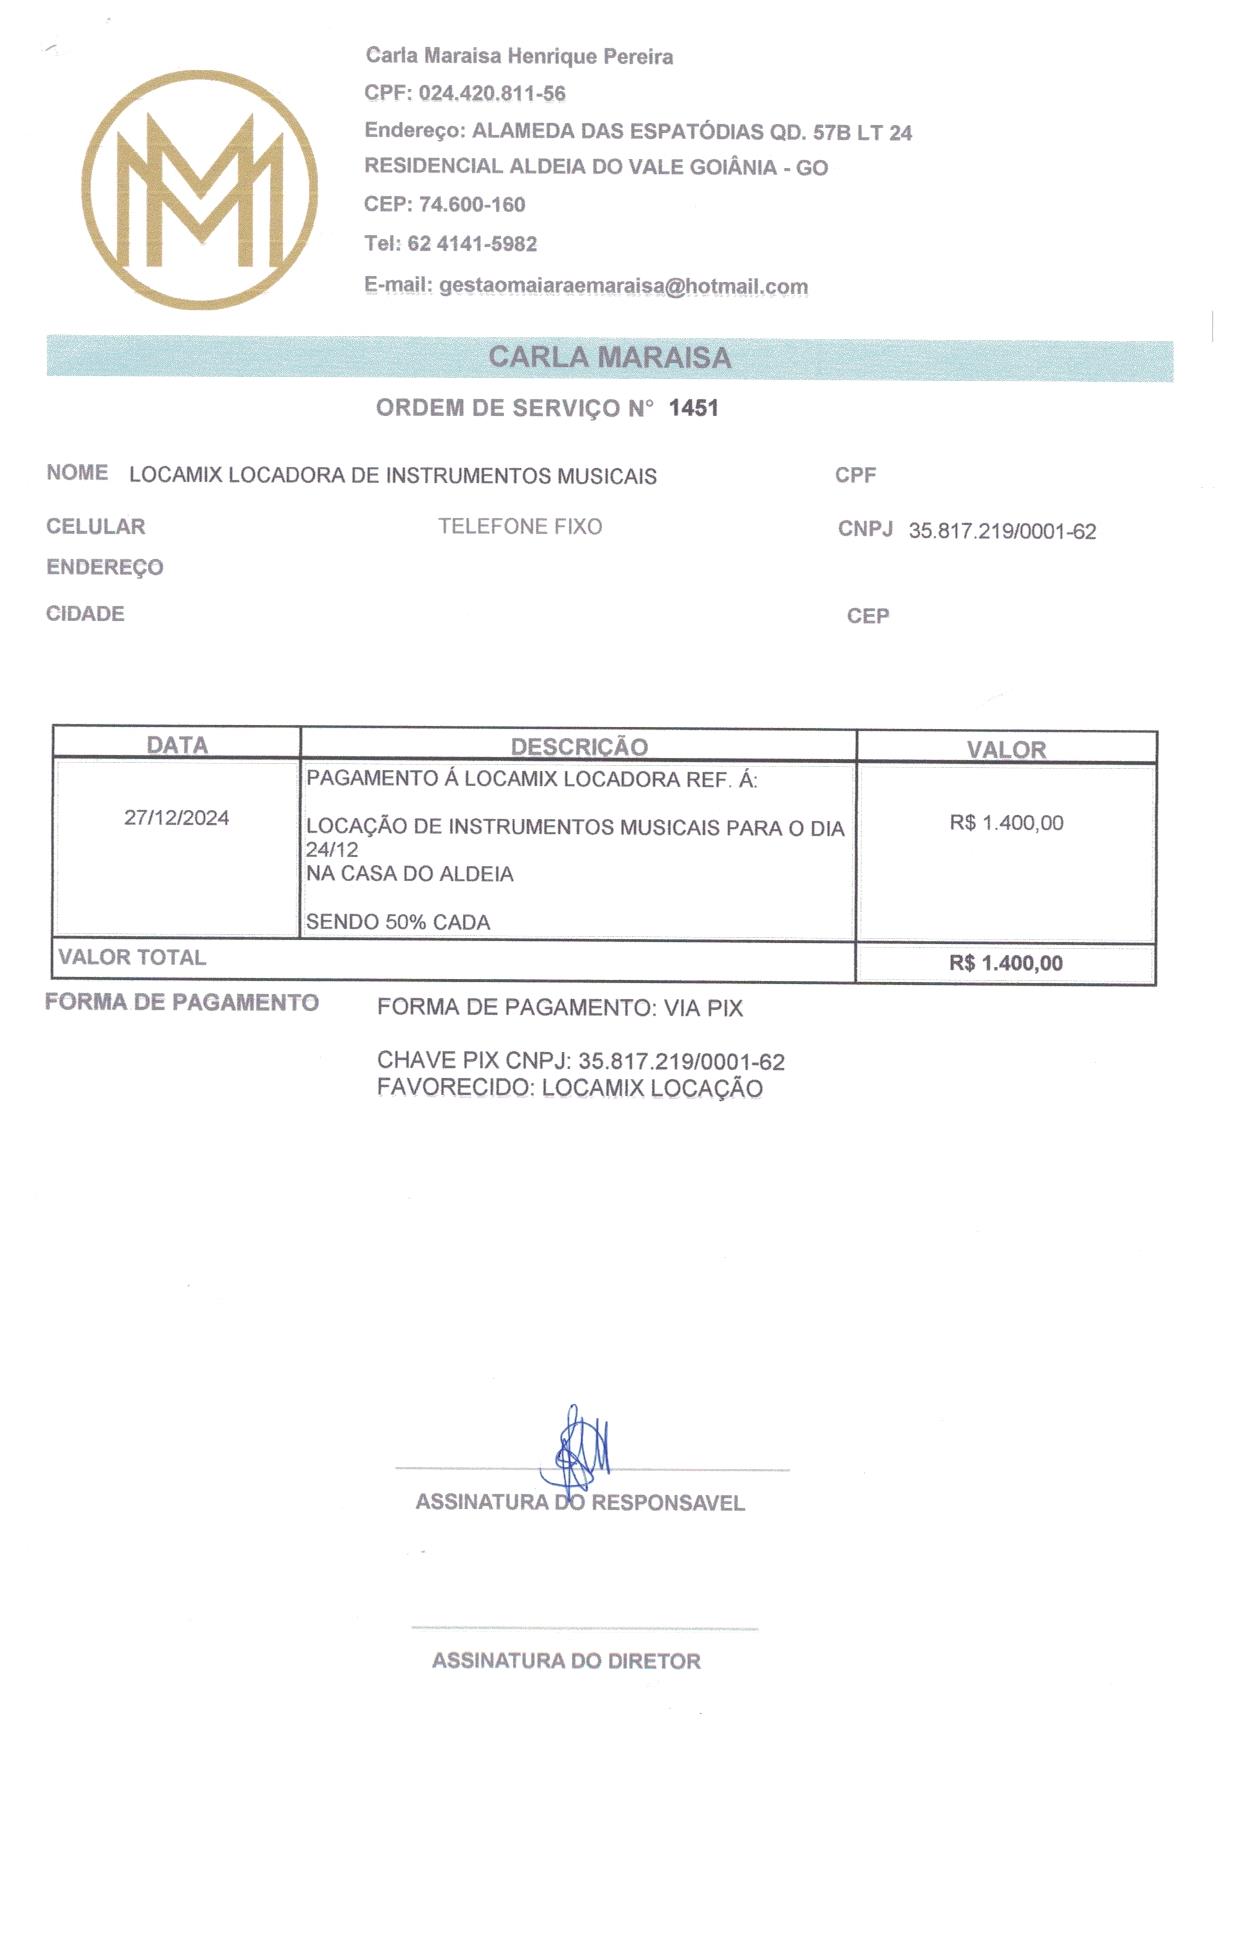 MM
Carla Maraisa Henrique Pereira
CPF: 024.420.811-56
Endereço: ALAMEDA DAS ESPATÓDIAS QD. 57B LT 24
RESIDENCIAL ALDEIA DO VALE GOIÂNIA - GO
CEP: 74.600-160
Tel: 62 4141-5982
E-mail: gestaomaiaraemaraisa@hotmail.com
CARLA MARAISA
ORDEM DE SERVIÇO N° 1451
NOME LOCAMIX LOCADORA DE INSTRUMENTOS MUSICAIS CPF
CELULAR TELEFONE FIXO CNPJ 35.817.219/0001-62
ENDEREÇO
CIDADE CEP
DATA DESCRIÇÃO VALOR
PAGAMENTO Á LOCAMIX LOCADORA REF. Á:
27/12/2024 LOCAÇÃO DE INSTRUMENTOS MUSICAIS PARA O DIA R$ 1.400,00
24/12
NA CASA DO ALDEIA
SENDO 50% CADA
VALOR TOTAL R$ 1.400,00
FORMA DE PAGAMENTO FORMA DE PAGAMENTO: VIA PIX
CHAVE PIX CNPJ: 35.817.219/0001-62
FAVORECIDO: LOCAMIX LOCAÇÃO
ASSINATURA DO RESPONSAVEL
ASSINATURA DO DIRETOR